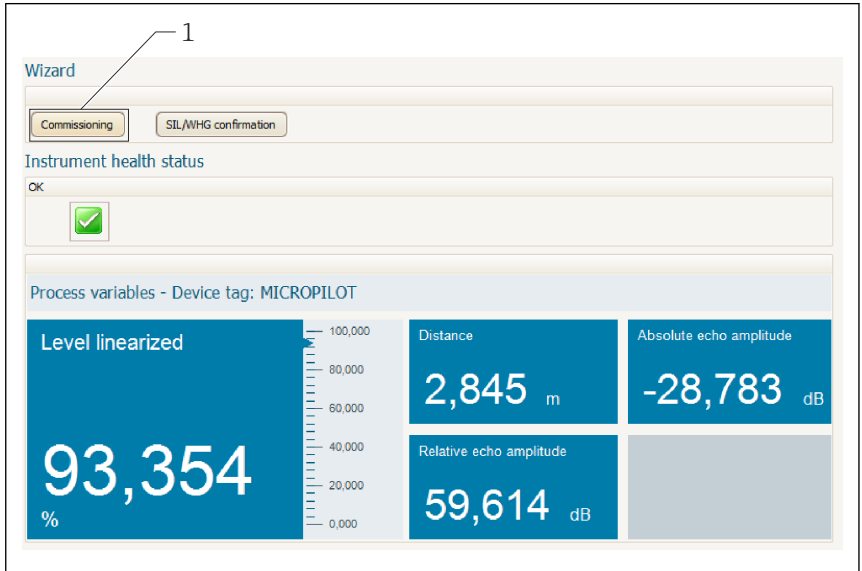 1
Wizard
Commissioning SIL/WHG confirmation
Instrument health status
OK
Process variables - Device tag: MICROPILOT
Level linearized
93,354
%
100,000
80,000
60,000
40,000
20,000
0,000
Distance
2,845 m
Absolute echo amplitude
-28,783 dB
Relative echo amplitude
59,614 dB